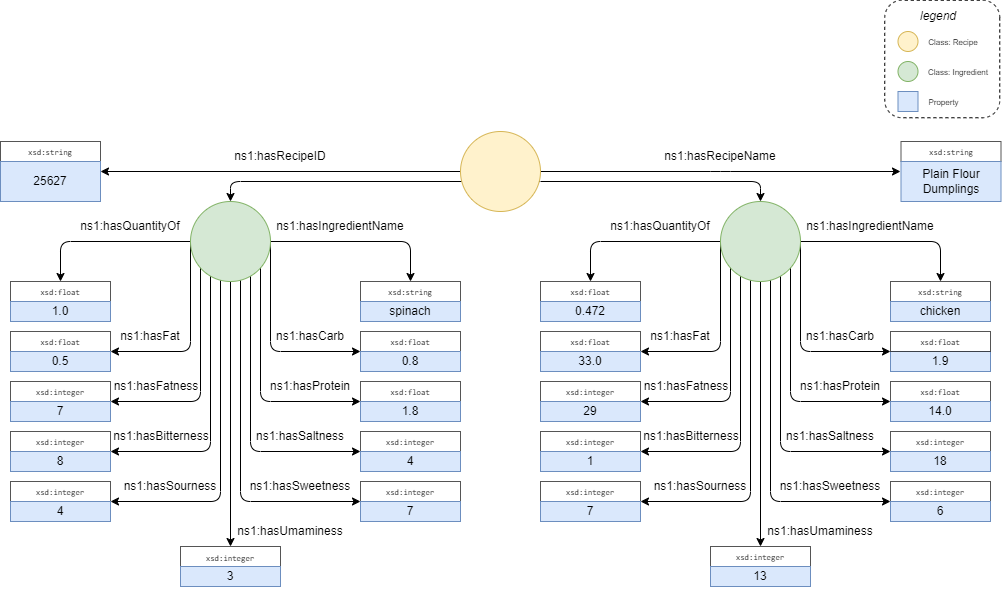 legend
Class: Recipe
Class: Ingredient
Property
ns1:hasRecipeID
ns1:hasRecipeName
xsd:string
25627
xsd:string
Plain Flour
Dumplings
ns1:hasQuantityOf
ns1:hasIngredientName
xsd:float
1.0
xsd:string
spinach
ns1:hasFat
ns1:hasCarb
xsd:float
0.5
xsd:float
0.8
ns1:hasFatness
ns1:hasProtein
xsd:integer
7
xsd:float
1.8
ns1:hasBitterness
ns1:hasSaltness
xsd:integer
8
xsd:integer
4
ns1:hasSourness
ns1:hasSweetness
xsd:integer
4
xsd:integer
7
ns1:hasUmaminess
xsd:integer
3
ns1:hasQuantityOf
ns1:hasIngredientName
xsd:float
0.472
xsd:string
chicken
ns1:hasFat
ns1:hasCarb
xsd:float
33.0
xsd:float
1.9
ns1:hasFatness
ns1:hasProtein
xsd:integer
29
xsd:float
14.0
ns1:hasBitterness
ns1:hasSaltness
xsd:integer
1
xsd:integer
18
ns1:hasSourness
ns1:hasSweetness
xsd:integer
7
xsd:integer
6
ns1:hasUmaminess
xsd:integer
13